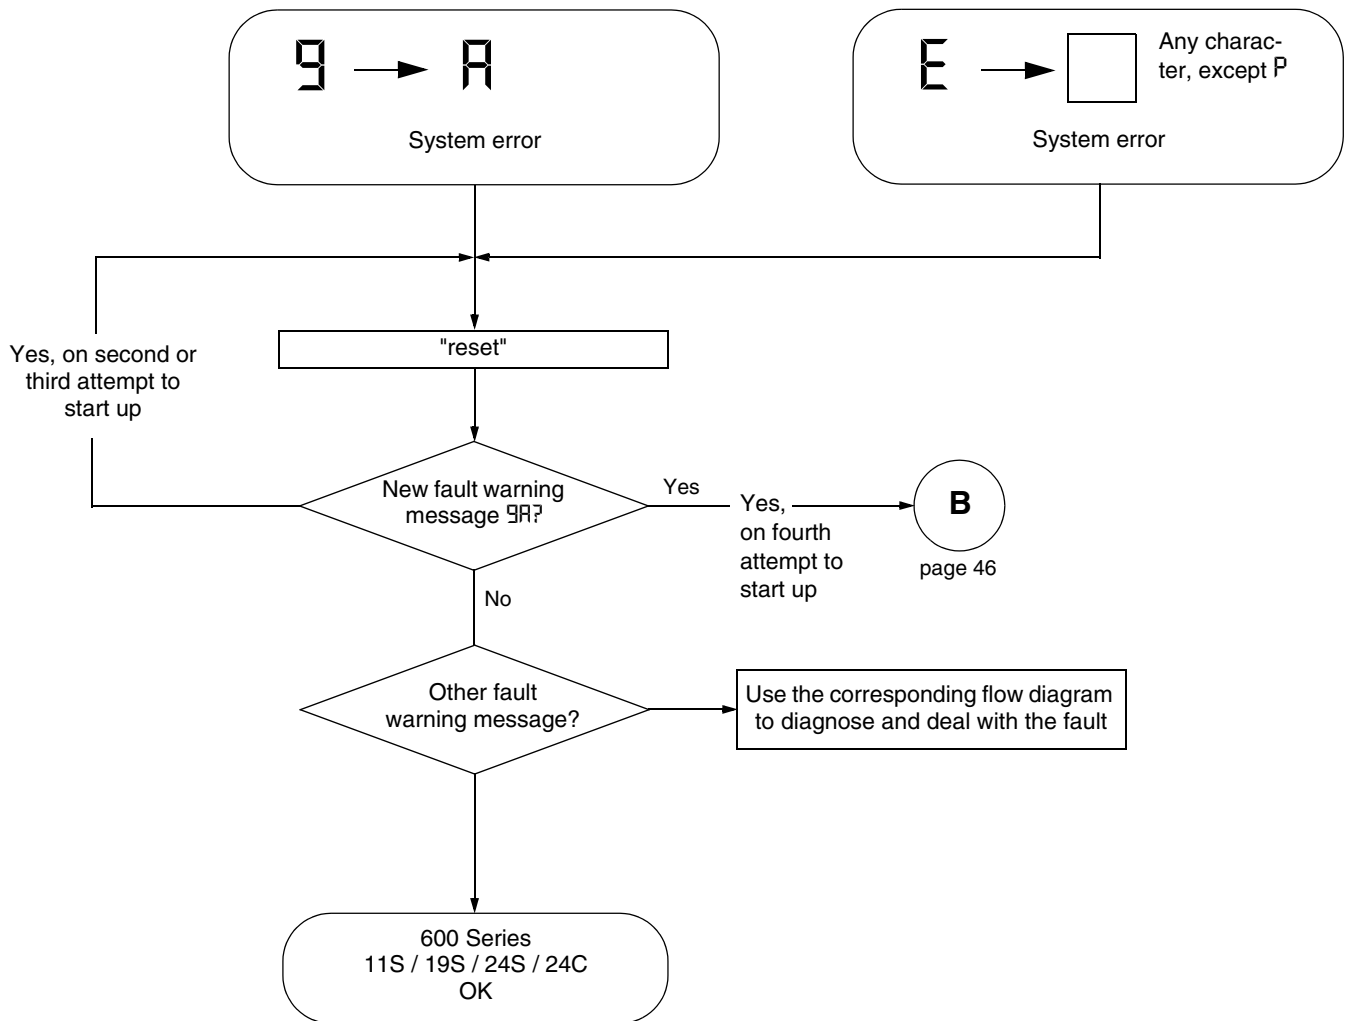 9 A
System error
E
Any charac-
ter, except P
System error
"reset"
Yes, on second or
third attempt to
start up
New fault warning
message 9A?
Yes
Yes,
on fourth
attempt to
start up
B
page 46
No
Other fault
warning message?
Use the corresponding flow diagram
to diagnose and deal with the fault
600 Series
11S / 19S / 24S / 24C
OK